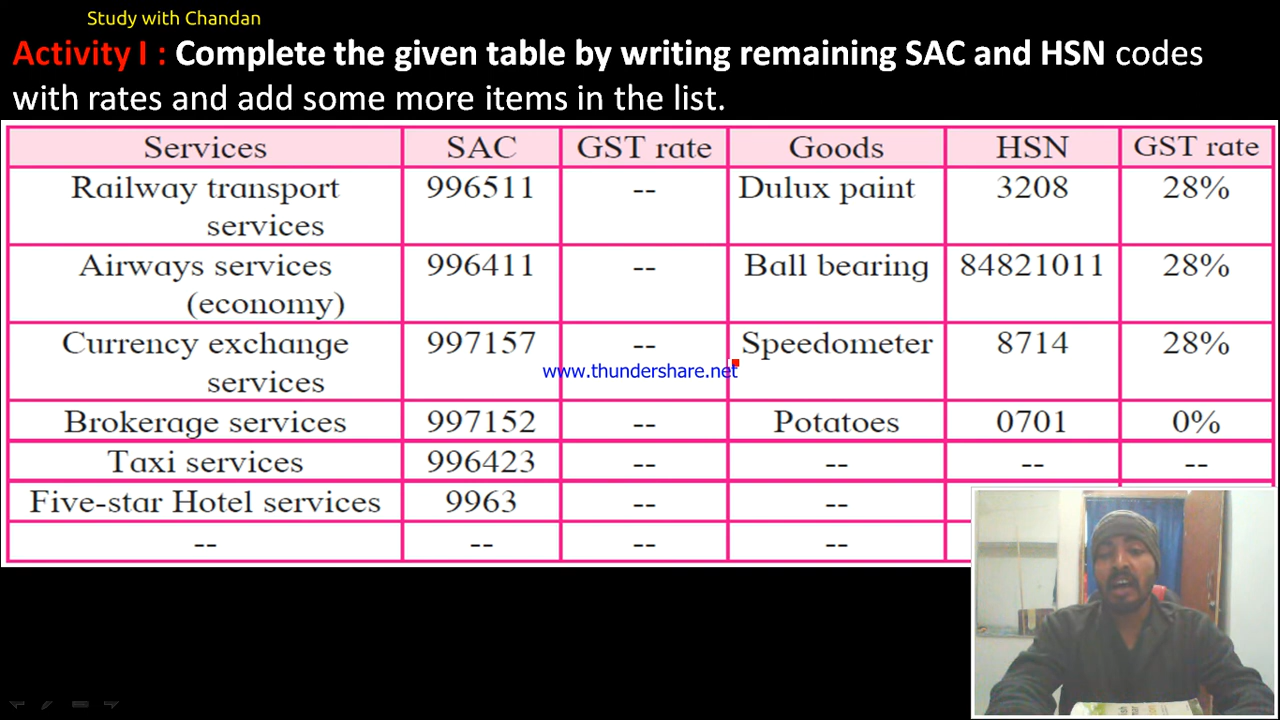 Study with Chandan
Activity I : Complete the given table by writing remaining SAC and HSN codes
with rates and add some more items in the list.
Services SAC GST rate Goods HSN GST rate
Railway transport services 996511 -- Dulux paint 3208 28%
Airways services (economy) 996411 -- Ball bearing 84821011 28%
Currency exchange services 997157 -- Speedometer 8714 28%
www.thundershare.net
Brokerage services 997152 -- Potatoes 0701 0%
Taxi services 996423 -- -- -- --
Five-star Hotel services 9963 -- --
-- -- -- --